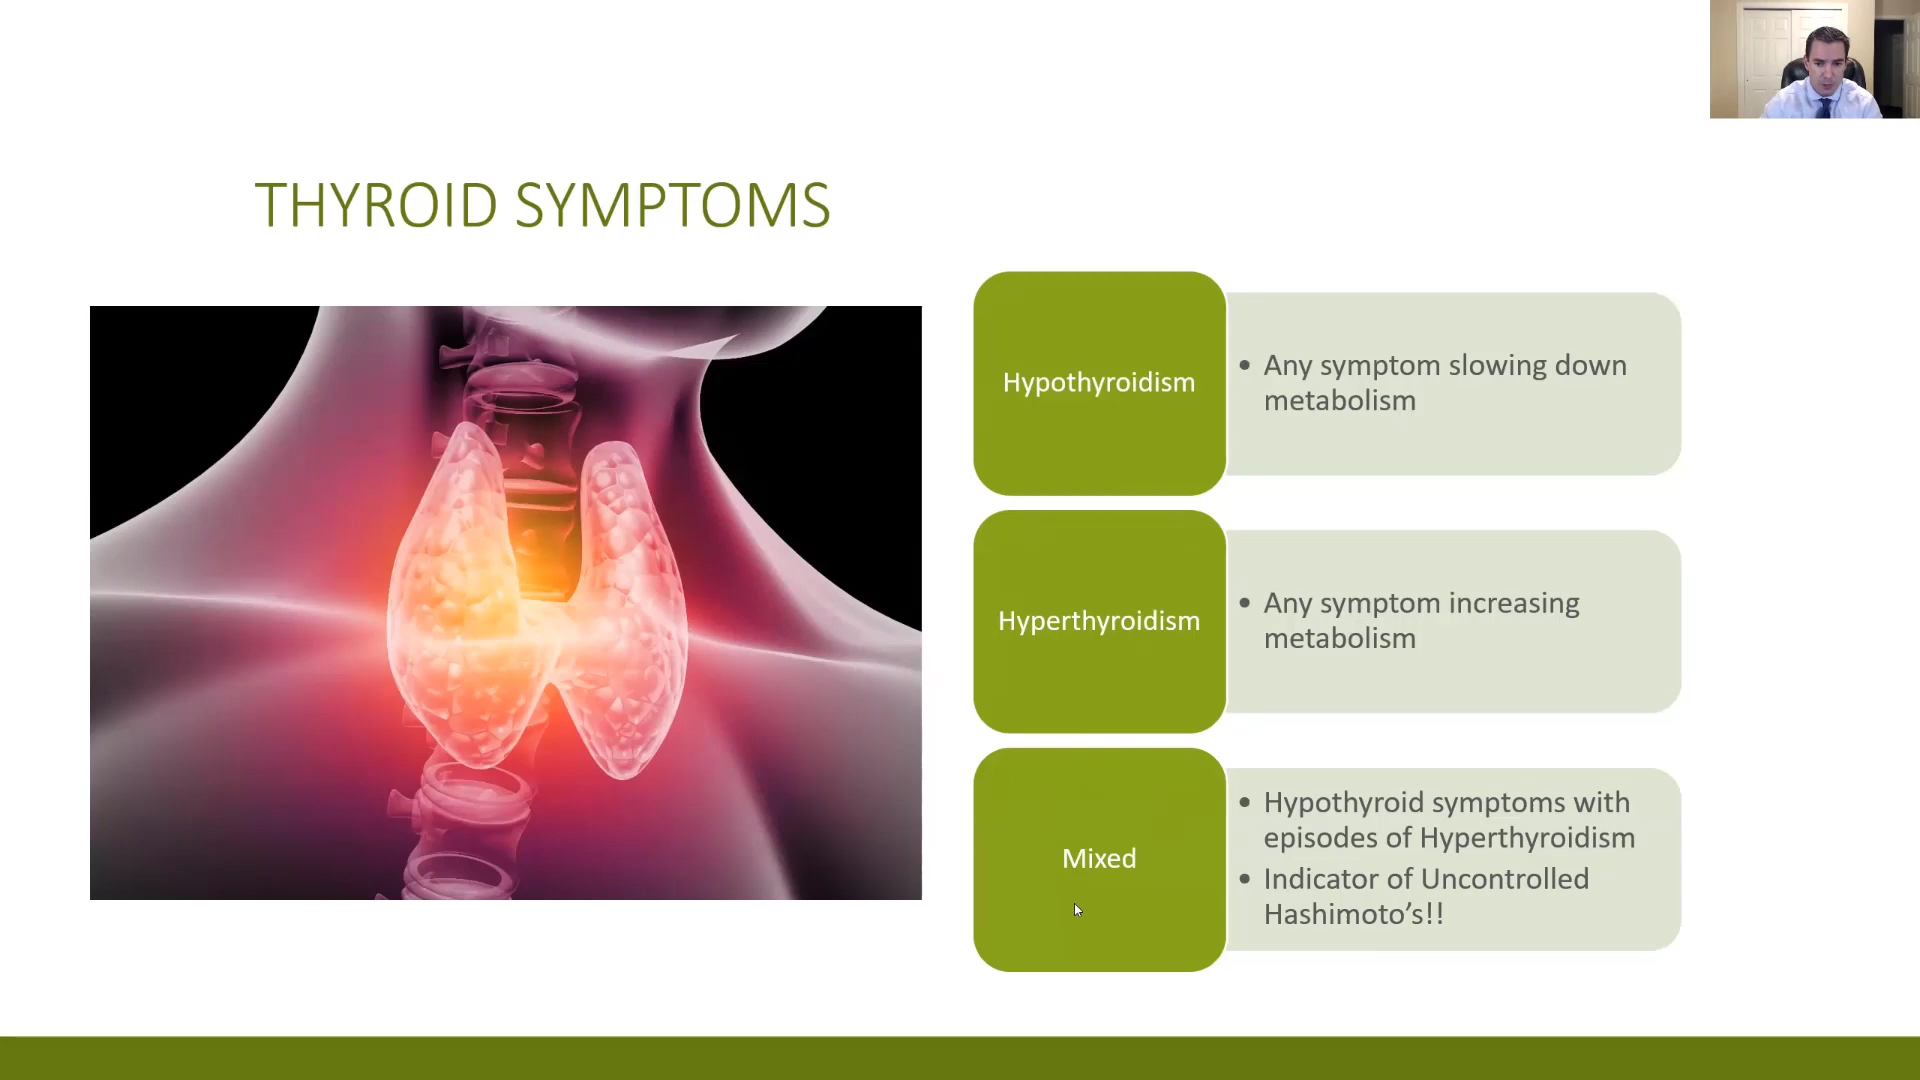 THYROID SYMPTOMS
Hypothyroidism
• Any symptom slowing down
metabolism
Hyperthyroidism
• Any symptom increasing
metabolism
Mixed
• Hypothyroid symptoms with
episodes of Hyperthyroidism
• Indicator of Uncontrolled
Hashimoto’s!!